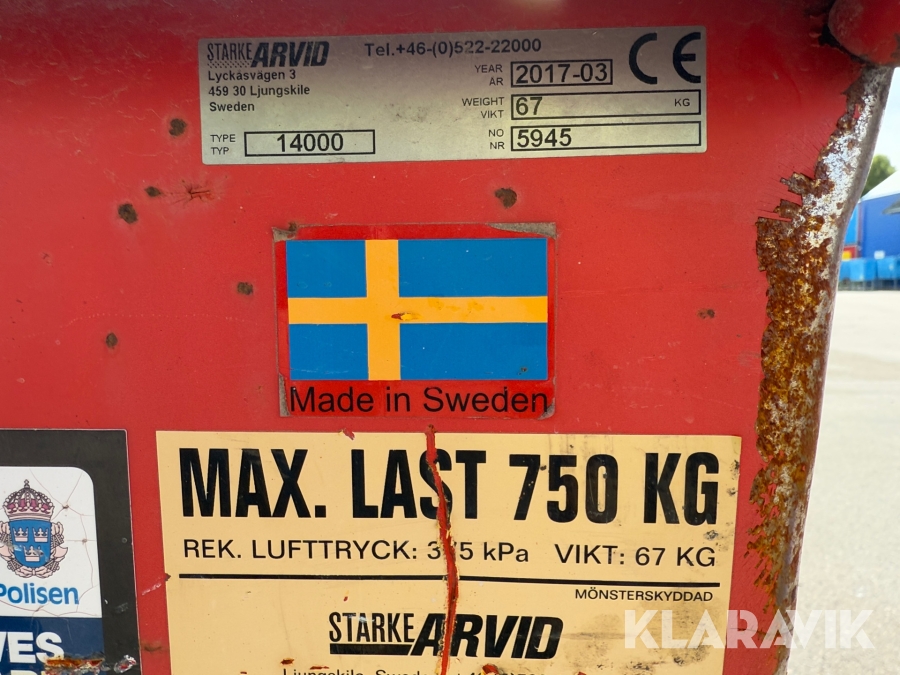 STARKE ARVID
Lyckåsvägen 3
459 30 Ljungskile
Sweden
Tel.+46-(0)522-22000
YEAR
ÅR
2017-03
CE
WEIGHT
VIKT
67
KG
TYPE
TYP
14000
NO
NR
5945
Made in Sweden
MAX. LAST 750 KG
REK. LUFTTRYCK: kPa VIKT: 67 KG
MÖNSTERSKYDDAD
STARKE ARVID
Polisen
KLARAVIK